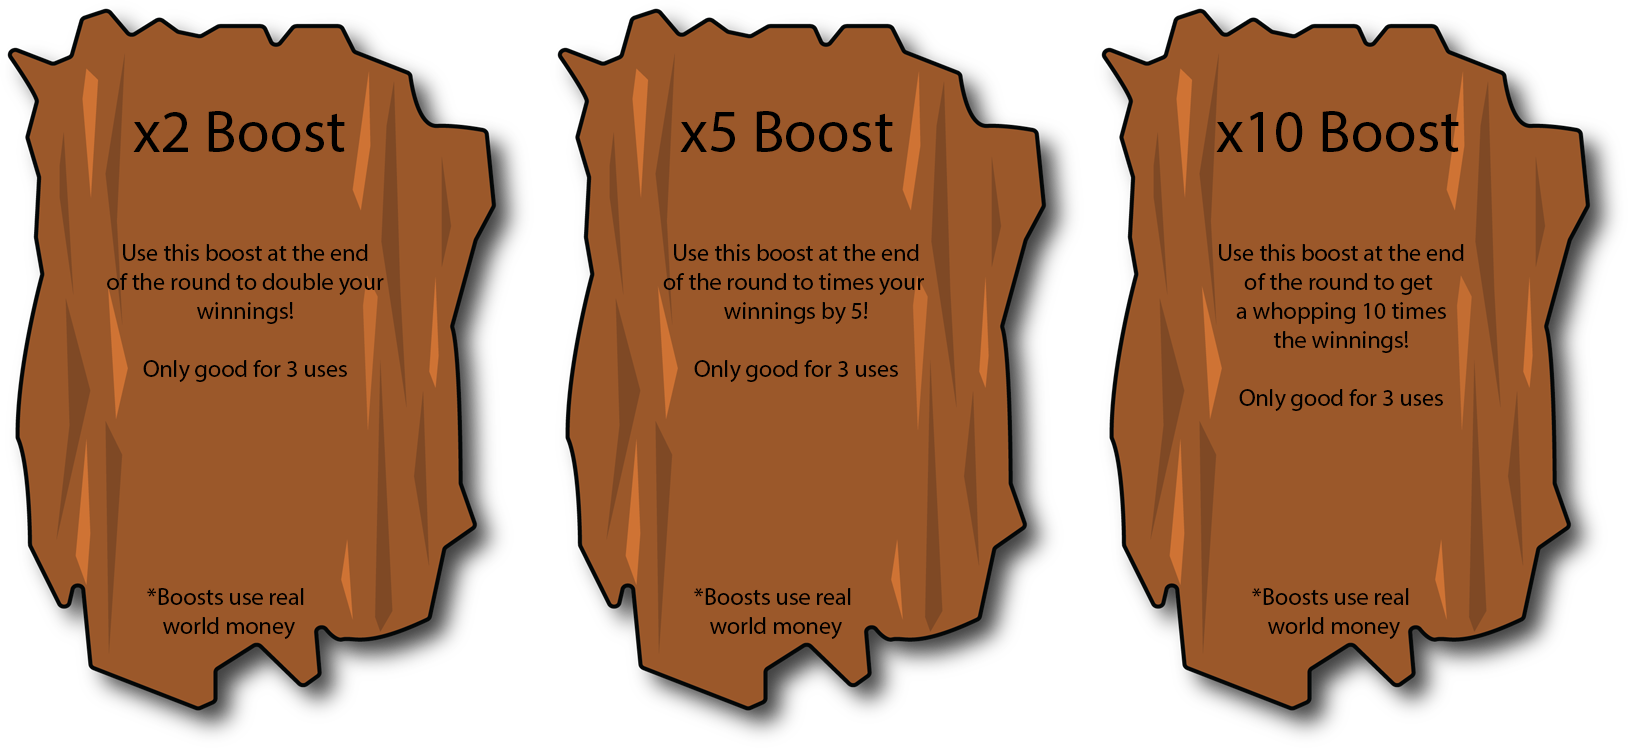 x2 Boost
Use this boost at the end
of the round to double your
winnings!
Only good for 3 uses
*Boosts use real
world money
x5 Boost
Use this boost at the end
of the round to times your
winnings by 5!
Only good for 3 uses
*Boosts use real
world money
x10 Boost
Use this boost at the end
of the round to get
a whopping 10 times
the winnings!
Only good for 3 uses
*Boosts use real
world money